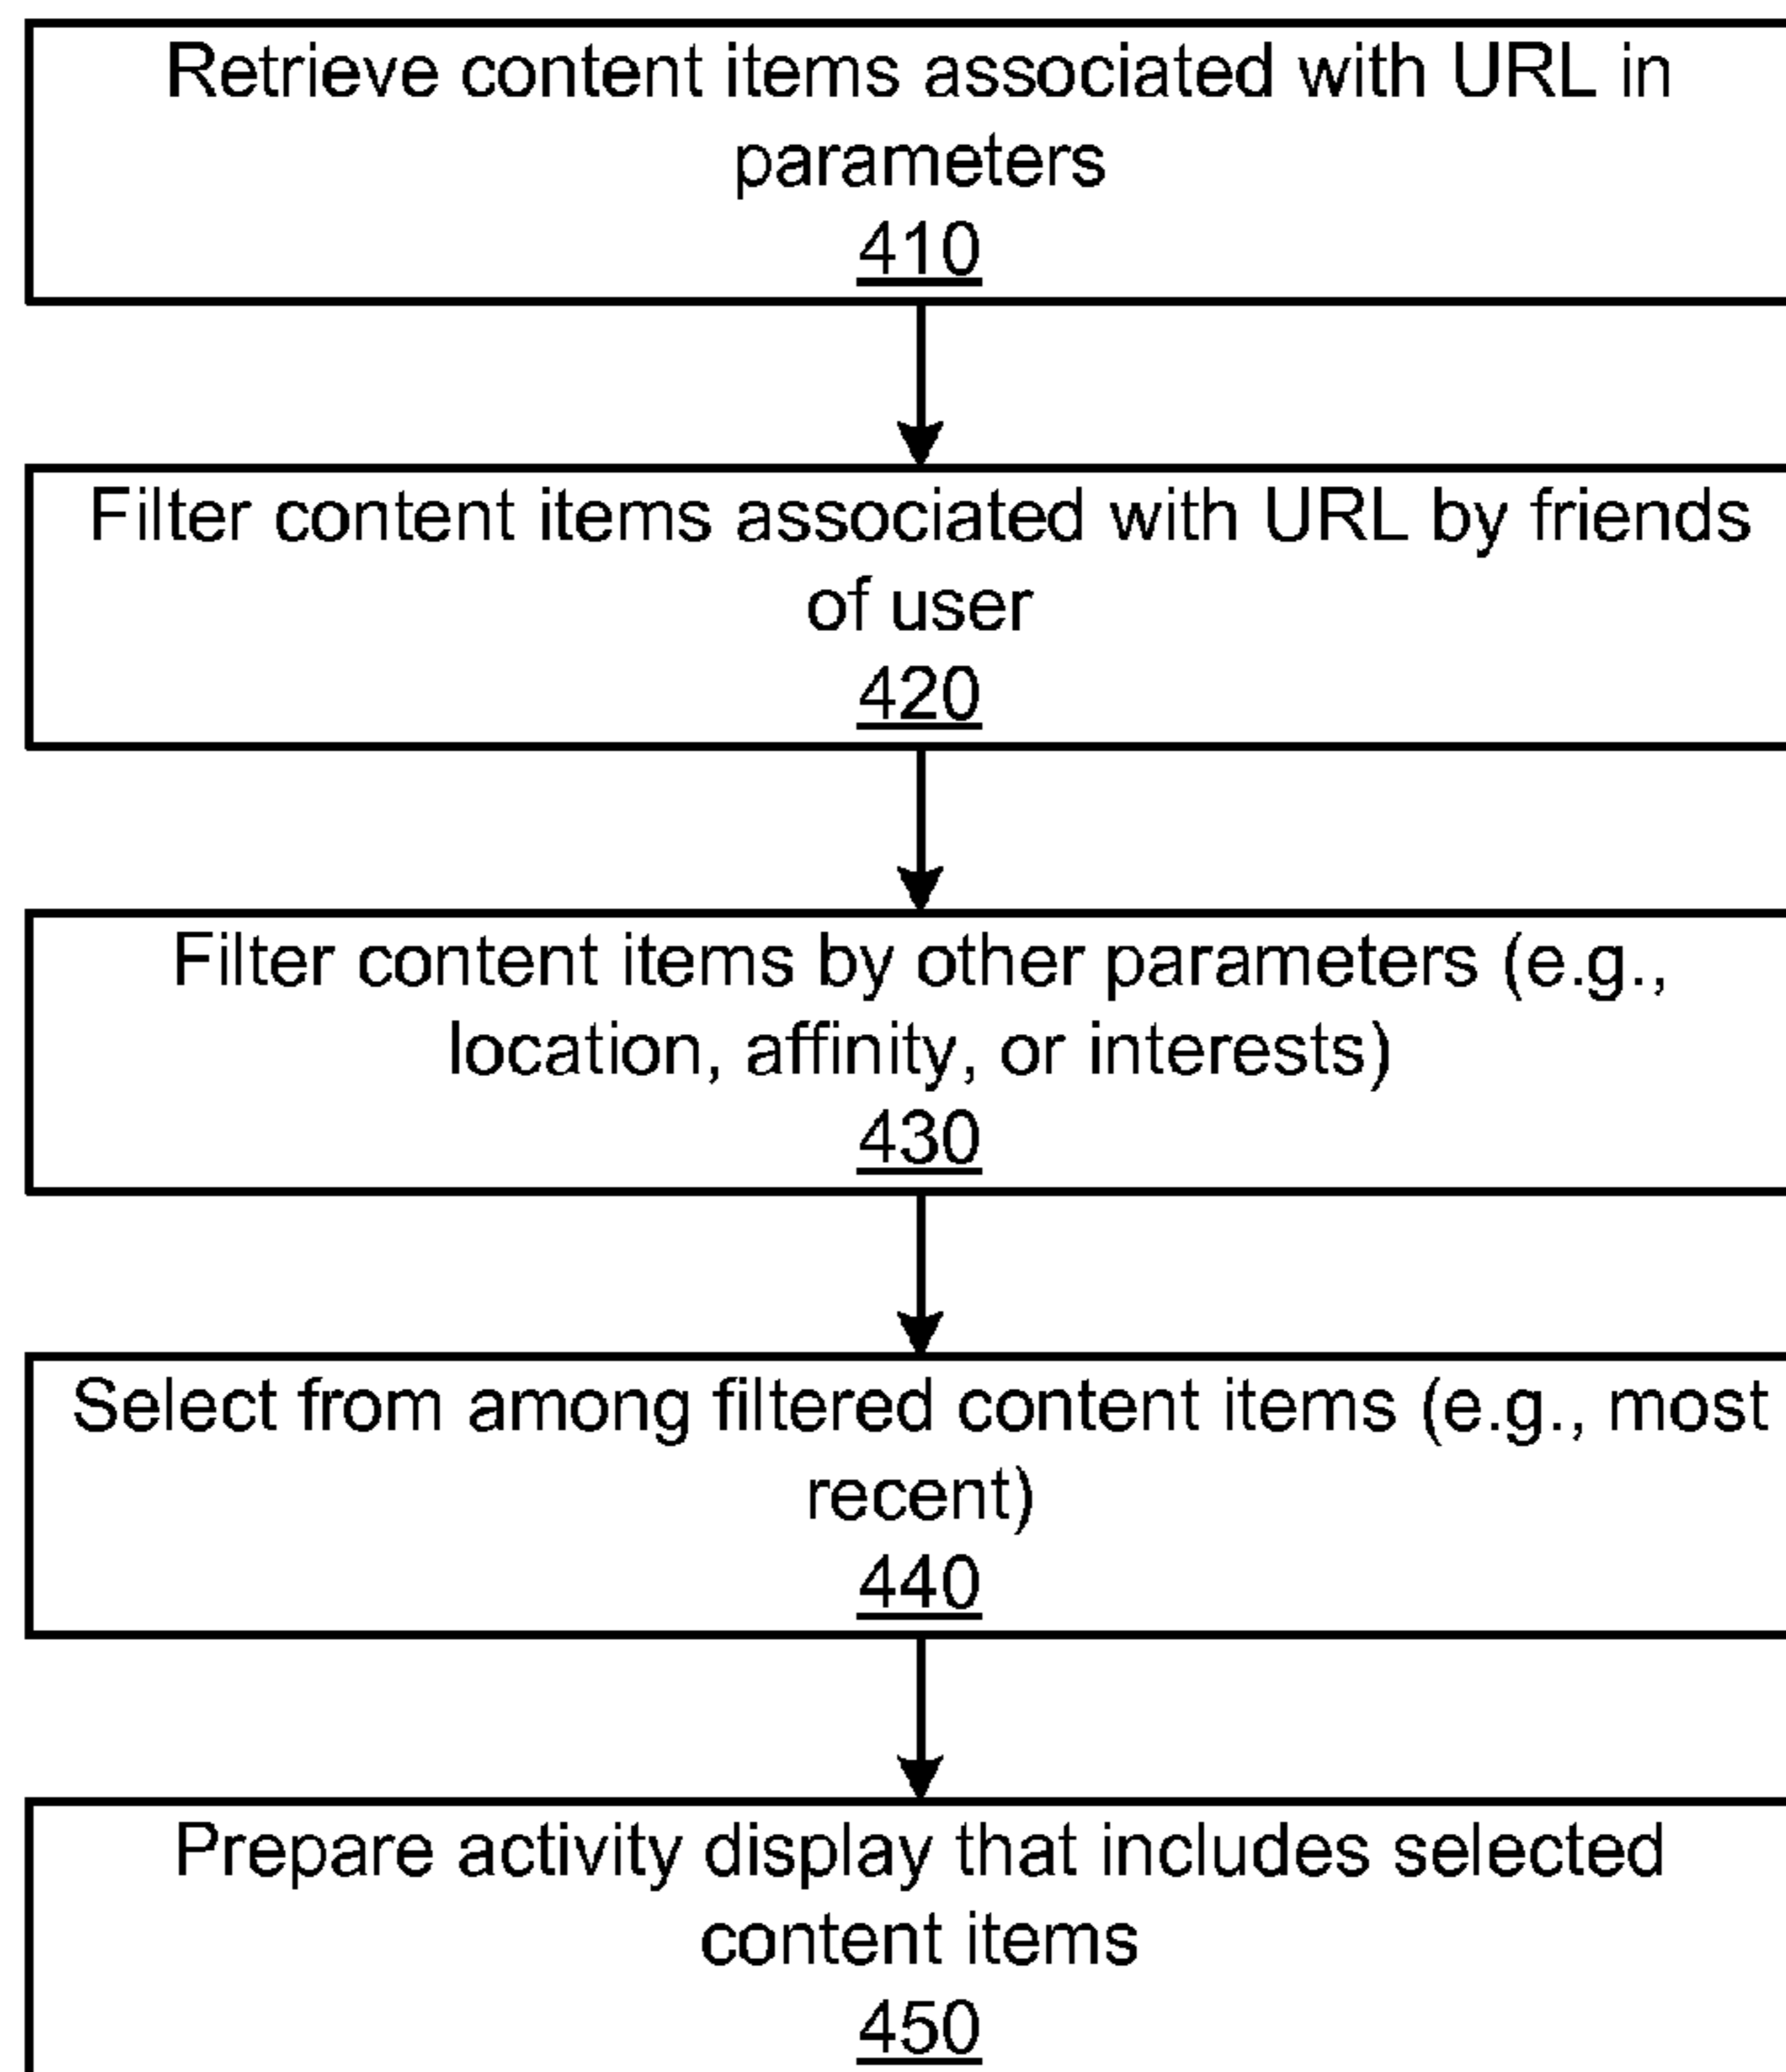 Retrieve content items associated with URL in
parameters
410
Filter content items associated with URL by friends
of user
420
Filter content items by other parameters (e.g.,
location, affinity, or interests)
430
Select from among filtered content items (e.g., most
recent)
440
Prepare activity display that includes selected
content items
450